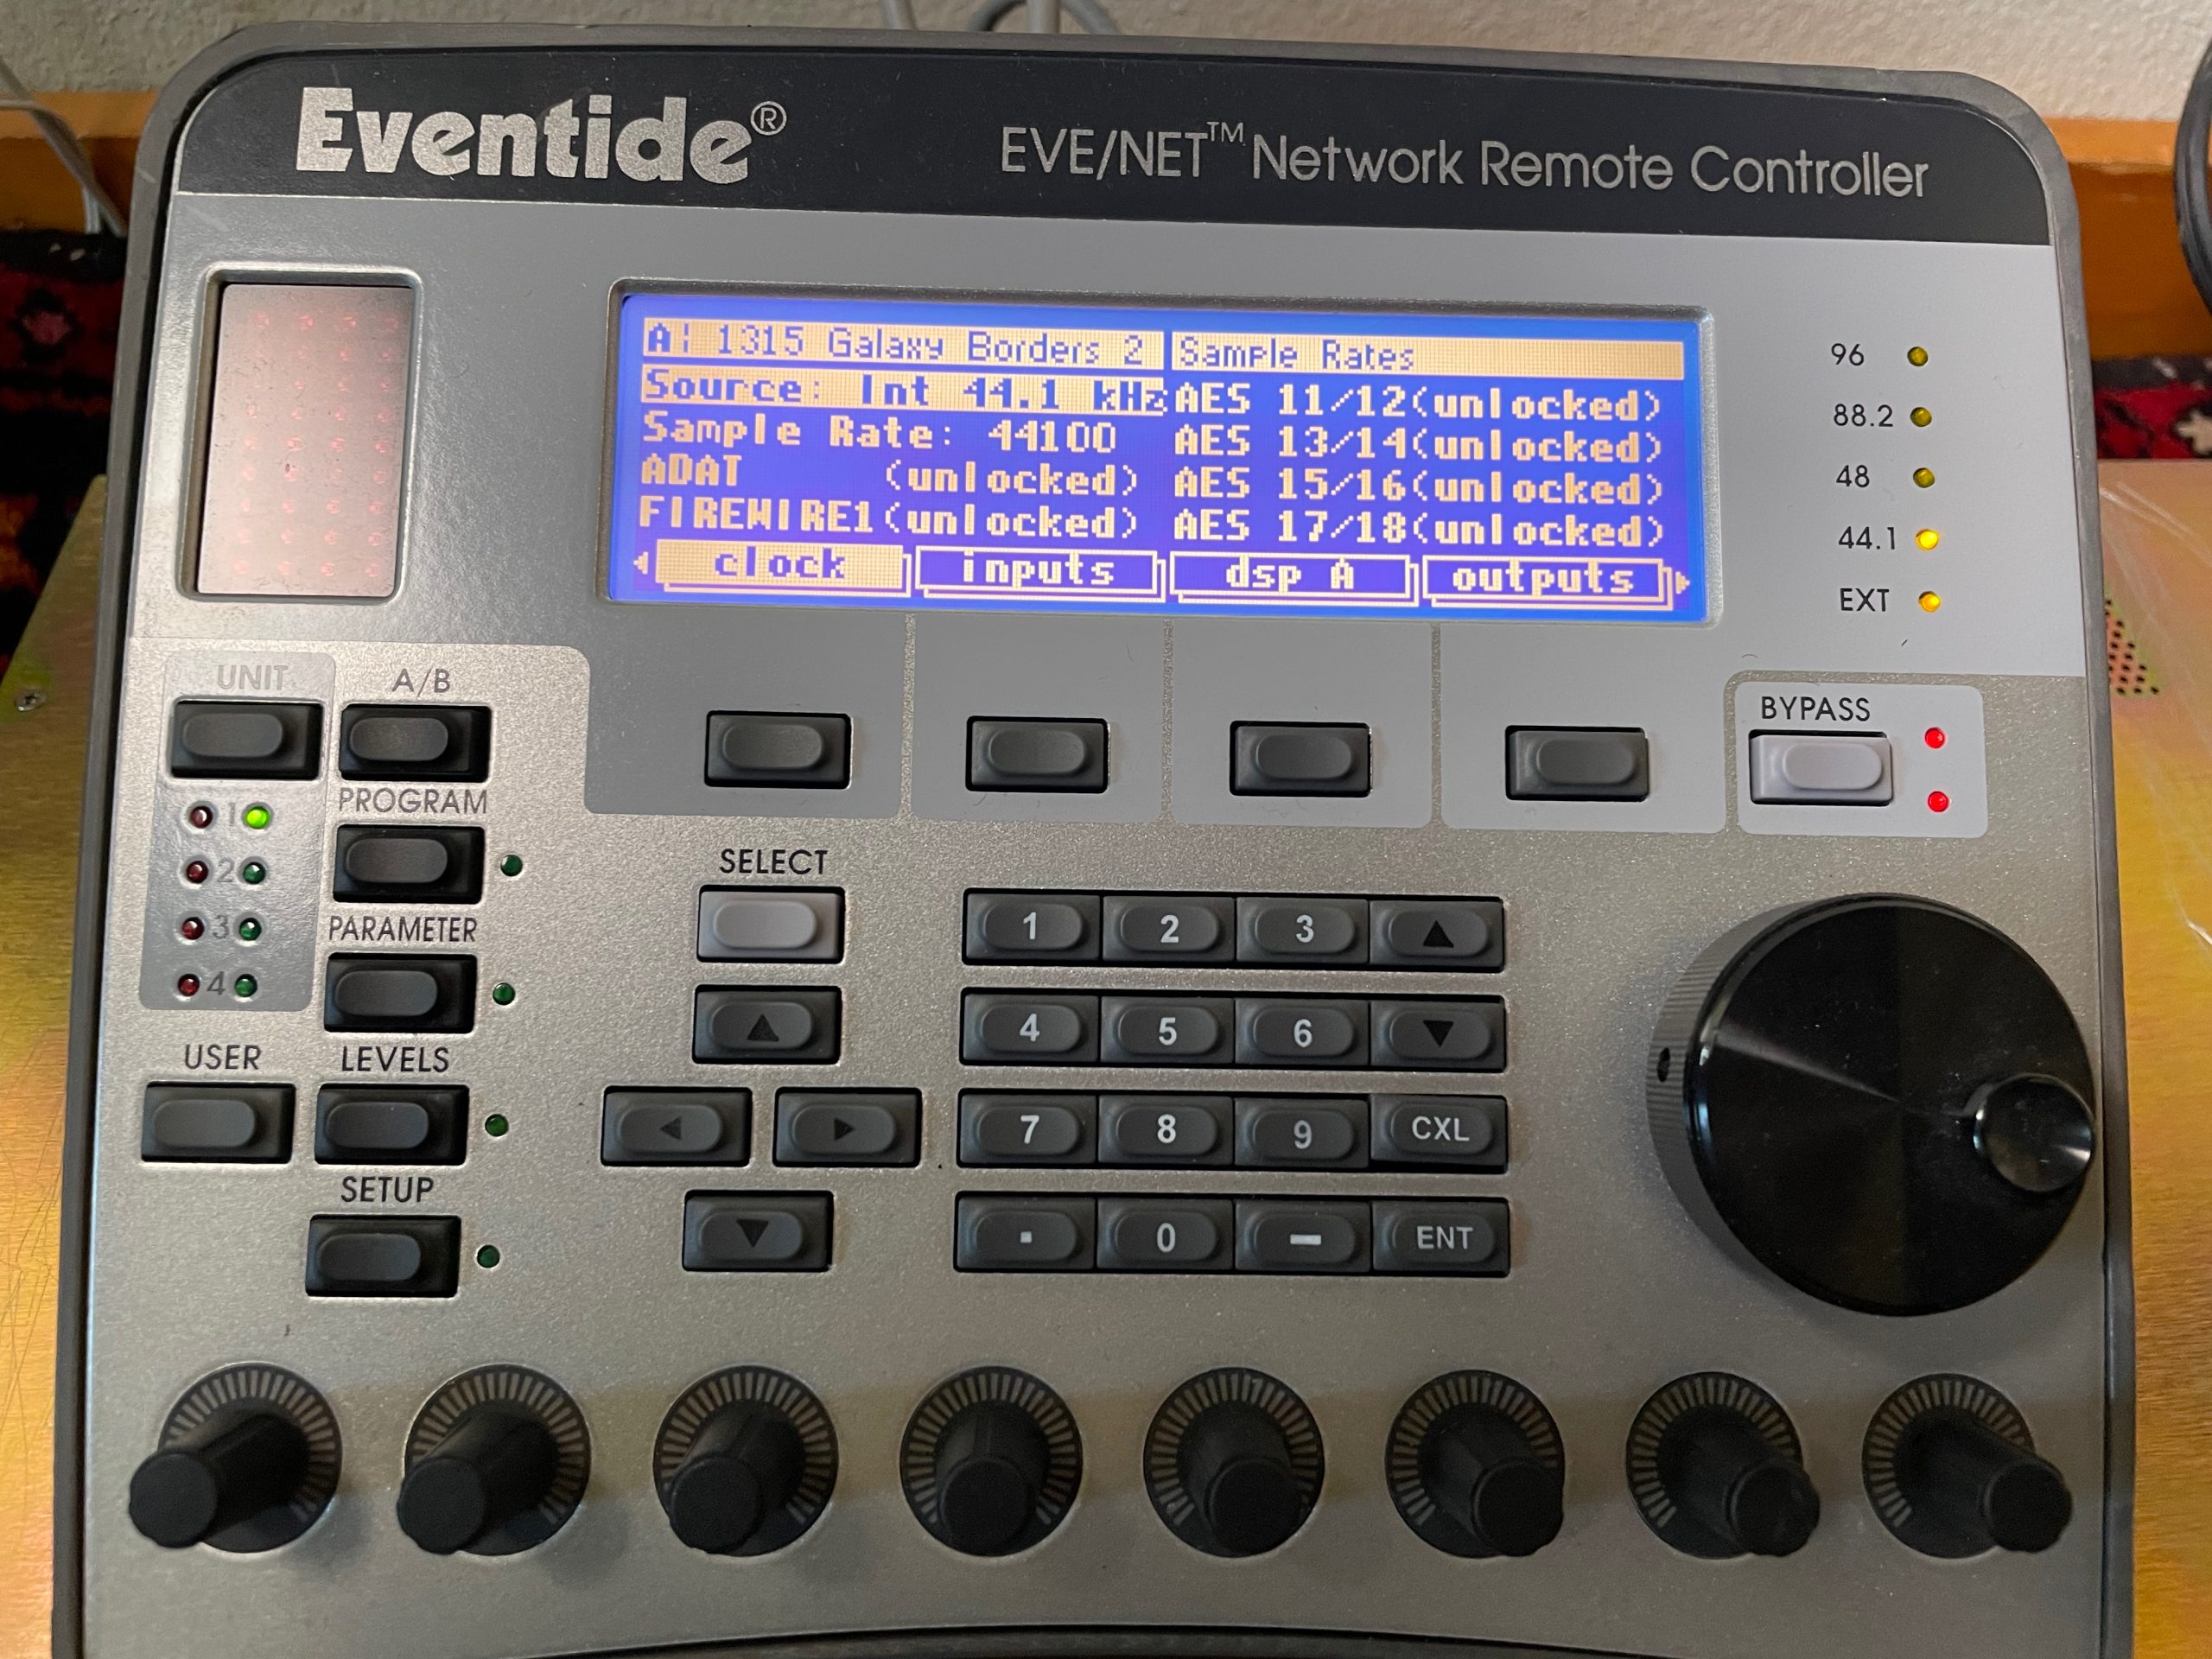 Eventide®
EVE/NET™ Network Remote Controller
A: 1315 Galaxy Borders 2
Sample Rates
Source: Int 44.1 kHz
AES 11/12(unlocked)
Sample Rate: 44100
AES 13/14(unlocked)
ADAT (unlocked)
AES 15/16(unlocked)
FIREWIRE1(unlocked)
AES 17/18(unlocked)
clock inputs dsp A outputs
96
88.2
48
44.1
EXT
UNIT
A/B
BYPASS
1
PROGRAM
2
3
PARAMETER
4
USER
LEVELS
SETUP
SELECT
1 2 3
4 5 6
7 8 9 CXL
. 0 - ENT